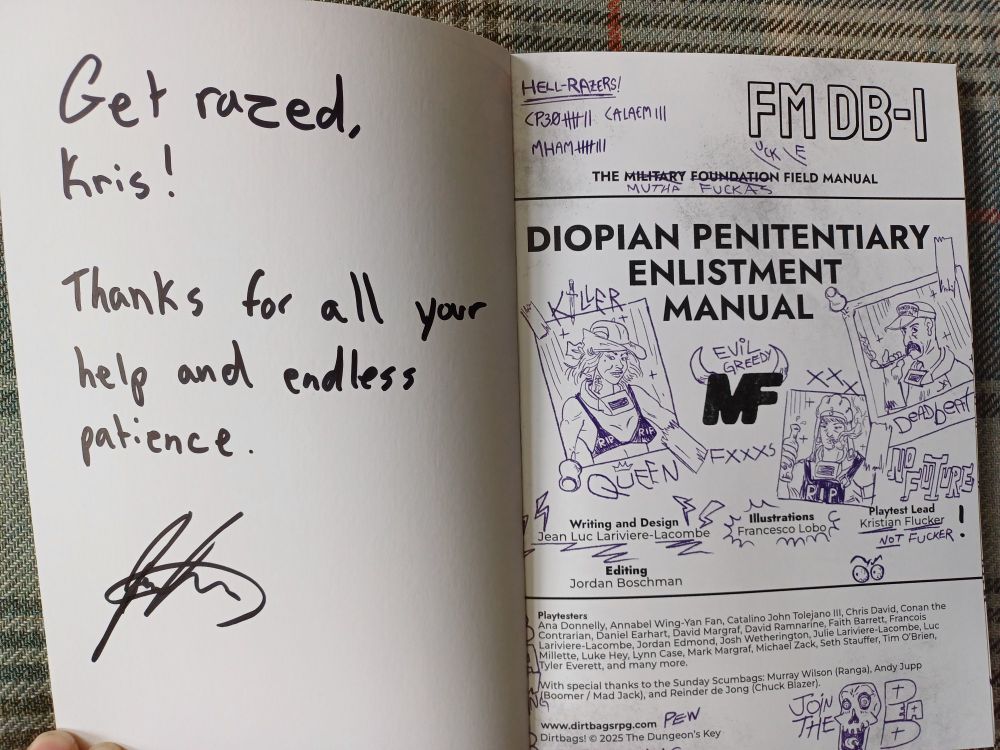 Get razed,
Kris!
Thanks for all your
help and endless
patience.
HELL-RAZERS!
FM DB-1
UCK
THE MILITARY FOUNDATION FIELD MANUAL
MUTHA FUCKAS
DIOPIAN PENITENTIARY
ENLISTMENT
MANUAL
KILLER
EVIL
GREEDY
MF
XX
DEADBEAT
RIP RIP
QUEEN
FXXXS
RIP
NO FUTURE
Writing and Design
Jean Luc Lariviere-Lacombe
Illustrations
Francesco Lobo
Playtest Lead
Kristian Flucker !
NOT FUCKER!
Editing
Jordan Boschman
Playtesters
Ana Donnelly, Annabel Wing-Yan Fan, Catalino John Tolejano III, Chris David, Conan the
Contrarian, Daniel Earhart, David Margraf, David Ramnarine, Faith Barrett, Francois
Lariviere-Lacombe, Jordan Edmond, Josh Wetherington, Julie Lariviere-Lacombe, Luc
Millette, Luke Hey, Lynn Case, Mark Margraf, Michael Zack, Seth Stauffer, Tim O'Brien,
Tyler Everett, and many more.
With special thanks to the Sunday Scumbags: Murray Wilson (Ranga), Andy Jupp
(Boomer / Mad Jack), and Reinder de Jong (Chuck Blazer).
www.dirtbagsrpg.com PEW
Dirtbags! © 2025 The Dungeon's Key
JOIN
THE
DEAD